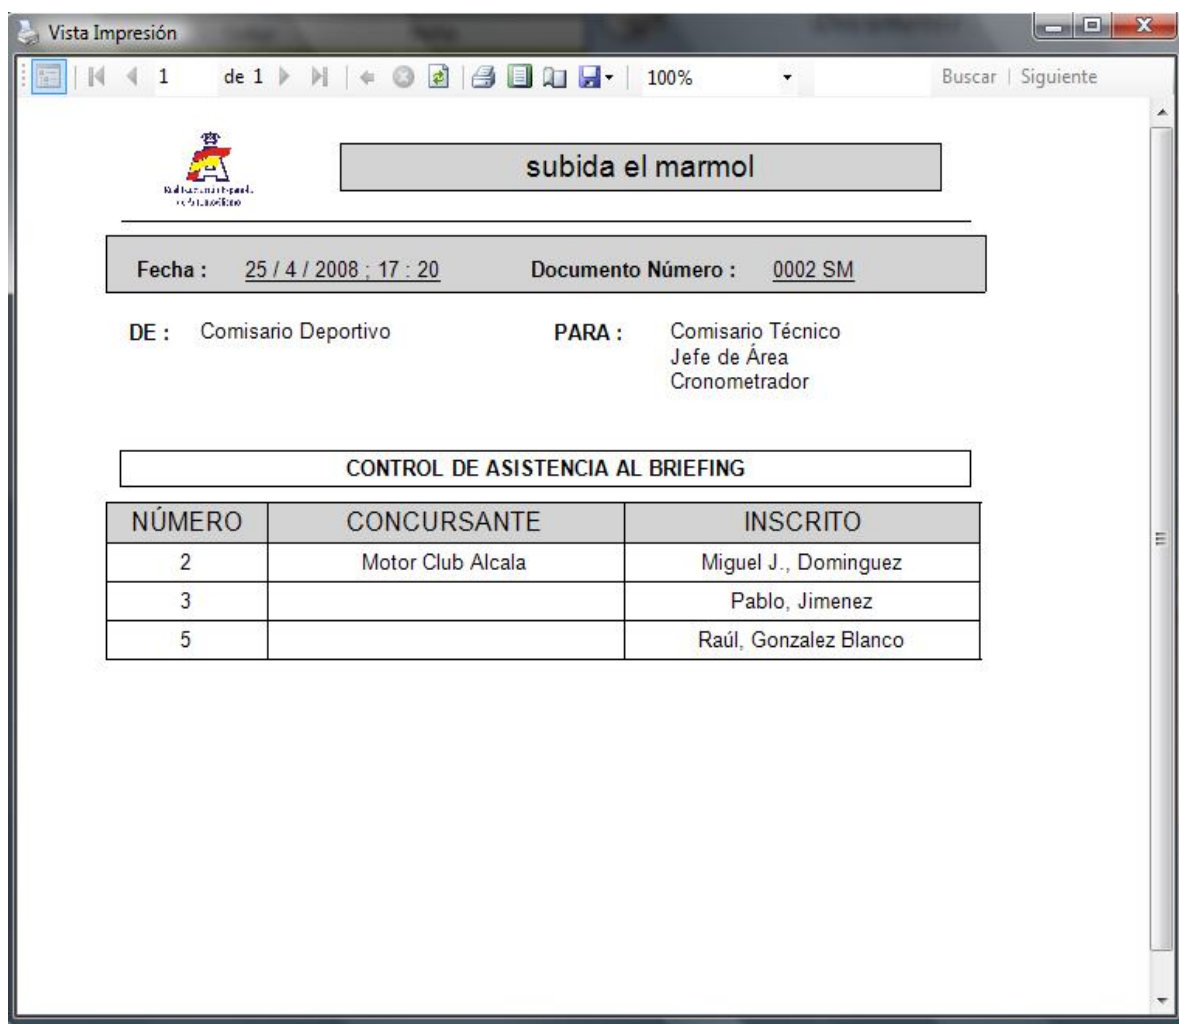 Vista Impresión
1 de 1 100% Buscar | Siguiente
subida el marmol
Fecha : 25 / 4 / 2008 ; 17 : 20 Documento Número : 0002 SM
DE : Comisario Deportivo PARA : Comisario Técnico
Jefe de Área
Cronometrador
CONTROL DE ASISTENCIA AL BRIEFING
NÚMERO CONCURSANTE INSCRITO
2 Motor Club Alcala Miguel J., Dominguez
3 Pablo, Jimenez
5 Raúl, Gonzalez Blanco